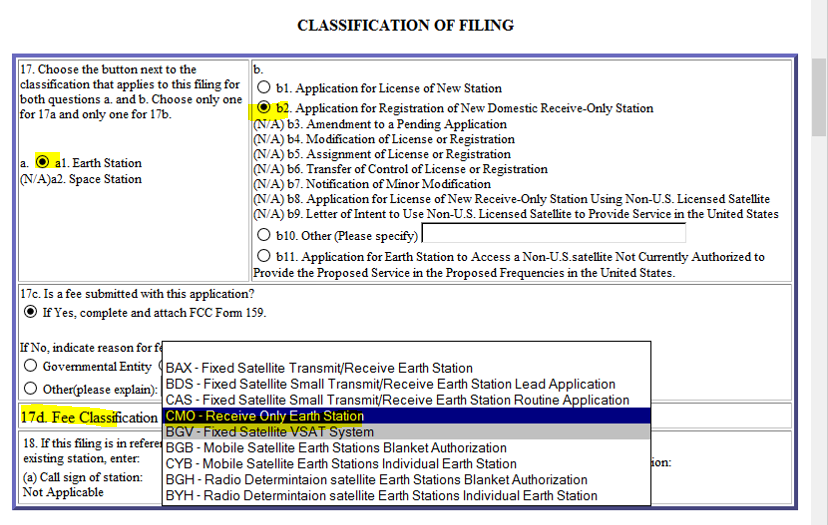 CLASSIFICATION OF FILING
17. Choose the button next to the
classification that applies to this filing for
both questions a. and b. Choose only one
for 17a and only one for 17b.
a. a1. Earth Station
(N/A)a2. Space Station
b.
b1. Application for License of New Station
b2. Application for Registration of New Domestic Receive-Only Station
(N/A) b3. Amendment to a Pending Application
(N/A) b4. Modification of License or Registration
(N/A) b5. Assignment of License or Registration
(N/A) b6. Transfer of Control of License or Registration
(N/A) b7. Notification of Minor Modification
(N/A) b8. Application for License of New Receive-Only Station Using Non-U.S. Licensed Satellite
(N/A) b9. Letter of Intent to Use Non-U.S. Licensed Satellite to Provide Service in the United States
b10. Other (Please specify)
b11. Application for Earth Station to Access a Non-U.S.satellite Not Currently Authorized to
Provide the Proposed Service in the Proposed Frequencies in the United States.
17c. Is a fee submitted with this application?
If Yes, complete and attach FCC Form 159.
If No, indicate reason for fe
Governmental Entity
Other(please explain):
17d. Fee Classification
BAX - Fixed Satellite Transmit/Receive Earth Station
BDS - Fixed Satellite Small Transmit/Receive Earth Station Lead Application
CAS - Fixed Satellite Small Transmit/Receive Earth Station Routine Application
CMO - Receive Only Earth Station
BGV - Fixed Satellite VSAT System
BGB - Mobile Satellite Earth Stations Blanket Authorization
CYB - Mobile Satellite Earth Stations Individual Earth Station
BGH - Radio Determintaion satellite Earth Stations Blanket Authorization
BYH - Radio Determintaion satellite Earth Stations Individual Earth Station
18. If this filing is in refere
existing station, enter:
(a) Call sign of station:
Not Applicable
ion: